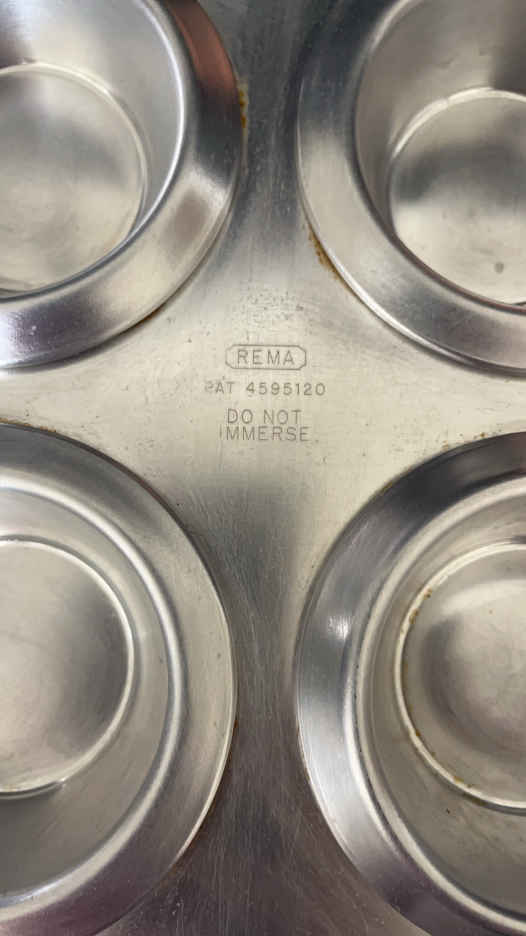 REMA
PAT 4595120
DO NOT
IMMERSE